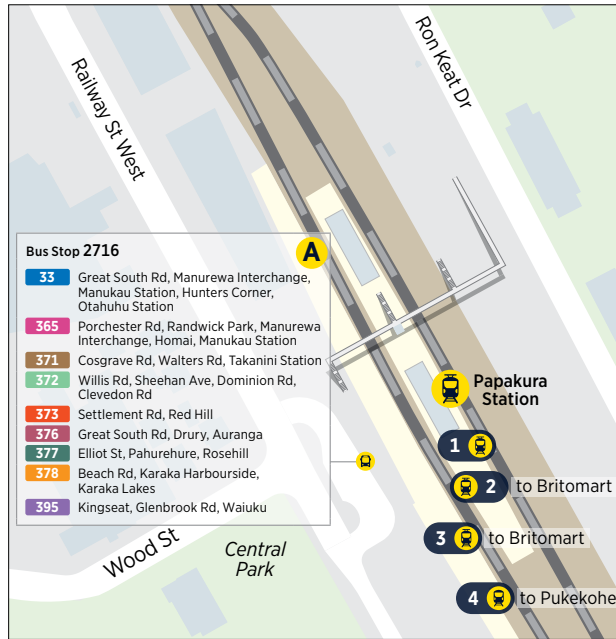 Railway St West
Ron Keat Dr
A
Bus Stop 2716
33 Great South Rd, Manurewa Interchange,
Manukau Station, Hunters Corner,
Otahuhu Station
365 Porchester Rd, Randwick Park, Manurewa
Interchange, Homai, Manukau Station
371 Cosgrave Rd, Walters Rd, Takanini Station
372 Willis Rd, Sheehan Ave, Dominion Rd,
Clevedon Rd
373 Settlement Rd, Red Hill
376 Great South Rd, Drury, Auranga
377 Elliot St, Pahurehure, Rosehill
378 Beach Rd, Karaka Harbourside,
Karaka Lakes
395 Kingseat, Glenbrook Rd, Waiuku
Papakura
Station
1
2 to Britomart
3 to Britomart
4 to Pukekohe
Wood St
Central
Park